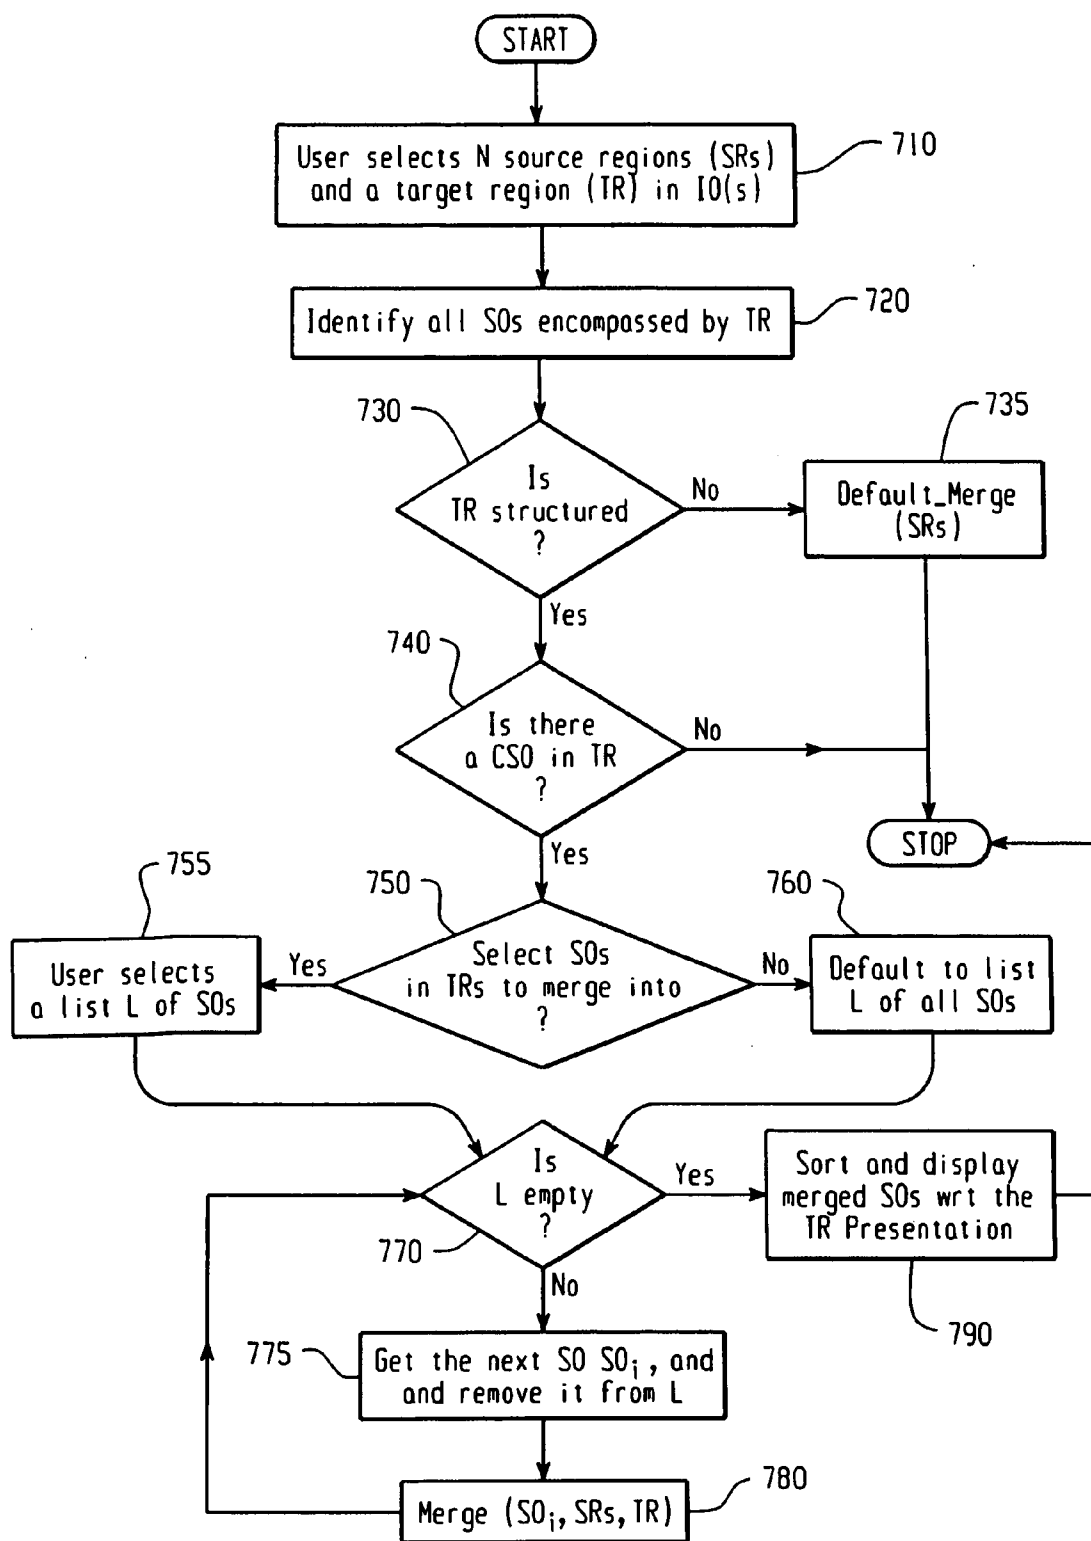 START
User selects N source regions (SRs)
and a target region (TR) in IO(s)
710
Identify all SOs encompassed by TR
720
730
Is
TR structured
?
No
735
Default_Merge
(SRs)
Yes
740
Is there
a CSO in TR
?
No
STOP
Yes
755
User selects
a list L of SOs
Yes
750
Select SOs
in TRs to merge into
?
No
760
Default to list
L of all SOs
Is
L empty
?
770
Yes
Sort and display
merged SOs wrt the
TR Presentation
790
No
775
Get the next SO SOi, and
and remove it from L
Merge (SOi, SRs, TR)
780